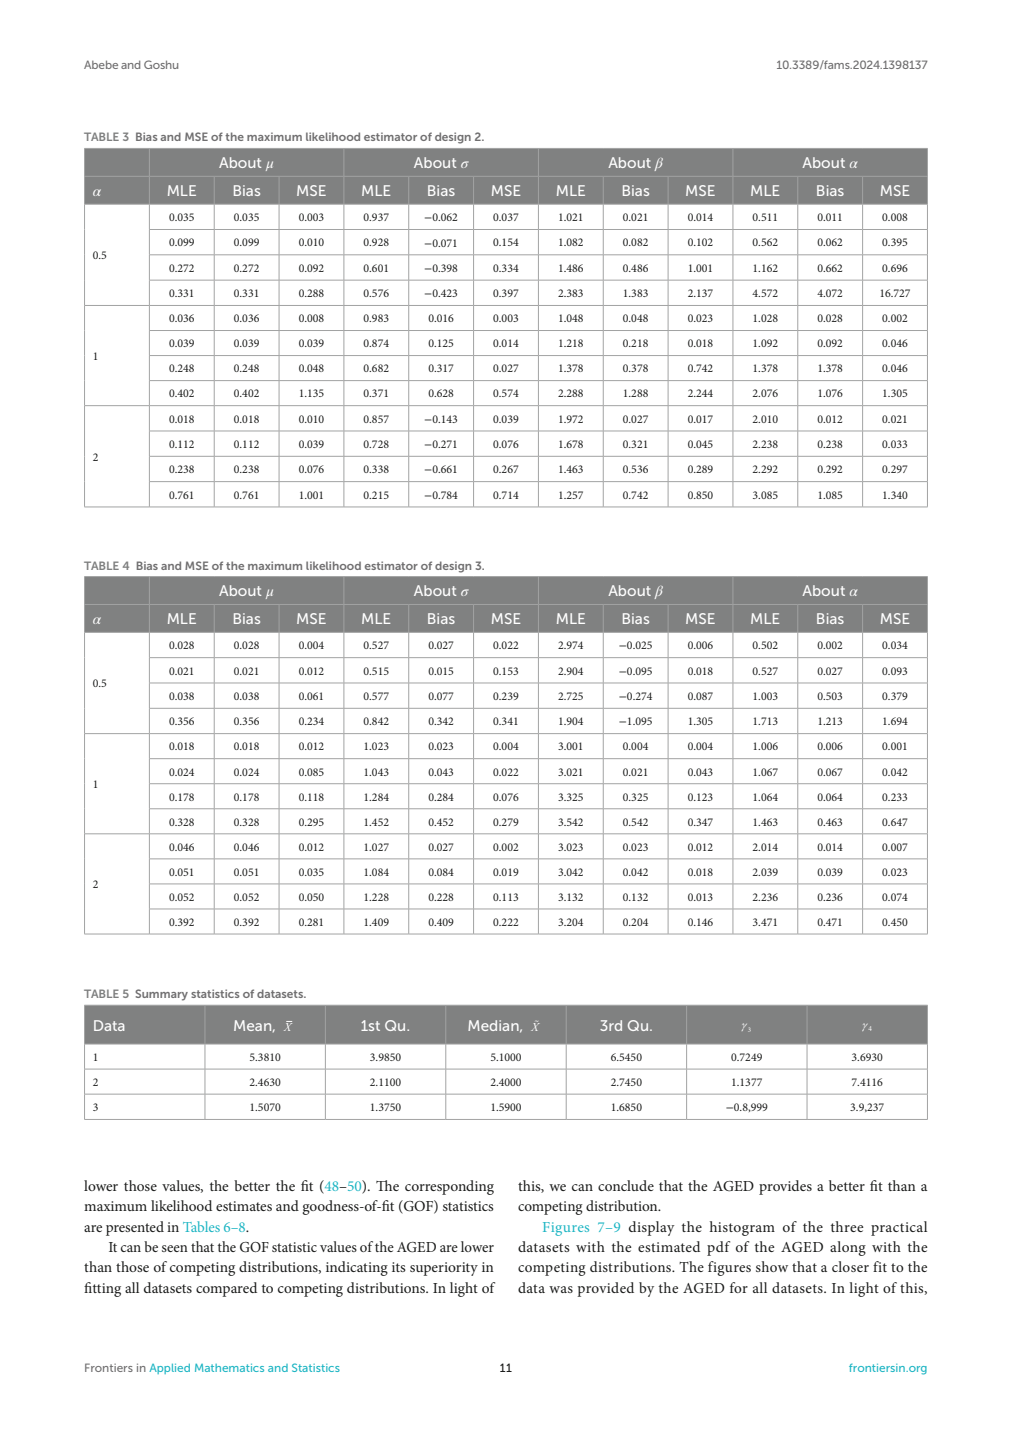 Abebe and Goshu 10.3389/fams.2024.1398137
TABLE 3 Bias and MSE of the maximum likelihood estimator of design 2.
About μ About σ About β About α
α MLE Bias MSE MLE Bias MSE MLE Bias MSE MLE Bias MSE
0.5
0.035 0.035 0.003 0.937 −0.062 0.037 1.021 0.021 0.014 0.511 0.011 0.008
0.099 0.099 0.010 0.928 −0.071 0.154 1.082 0.082 0.102 0.562 0.062 0.395
0.272 0.272 0.092 0.601 −0.398 0.334 1.486 0.486 1.001 1.162 0.662 0.696
0.331 0.331 0.288 0.576 −0.423 0.397 2.383 1.383 2.137 4.572 4.072 16.727
1
0.036 0.036 0.008 0.983 0.016 0.003 1.048 0.048 0.023 1.028 0.028 0.002
0.039 0.039 0.039 0.874 0.125 0.014 1.218 0.218 0.018 1.092 0.092 0.046
0.248 0.248 0.048 0.682 0.317 0.027 1.378 0.378 0.742 1.378 1.378 0.046
0.402 0.402 1.135 0.371 0.628 0.574 2.288 1.288 2.244 2.076 1.076 1.305
2
0.018 0.018 0.010 0.857 −0.143 0.039 1.972 0.027 0.017 2.010 0.012 0.021
0.112 0.112 0.039 0.728 −0.271 0.076 1.678 0.321 0.045 2.238 0.238 0.033
0.238 0.238 0.076 0.338 −0.661 0.267 1.463 0.536 0.289 2.292 0.292 0.297
0.761 0.761 1.001 0.215 −0.784 0.714 1.257 0.742 0.850 3.085 1.085 1.340
TABLE 4 Bias and MSE of the maximum likelihood estimator of design 3.
About μ About σ About β About α
α MLE Bias MSE MLE Bias MSE MLE Bias MSE MLE Bias MSE
0.5
0.028 0.028 0.004 0.527 0.027 0.022 2.974 −0.025 0.006 0.502 0.002 0.034
0.021 0.021 0.012 0.515 0.015 0.153 2.904 −0.095 0.018 0.527 0.027 0.093
0.038 0.038 0.061 0.577 0.077 0.239 2.725 −0.274 0.087 1.003 0.503 0.379
0.356 0.356 0.234 0.842 0.342 0.341 1.904 −1.095 1.305 1.713 1.213 1.694
1
0.018 0.018 0.012 1.023 0.023 0.004 3.001 0.004 0.004 1.006 0.006 0.001
0.024 0.024 0.085 1.043 0.043 0.022 3.021 0.021 0.043 1.067 0.067 0.042
0.178 0.178 0.118 1.284 0.284 0.076 3.325 0.325 0.123 1.064 0.064 0.233
0.328 0.328 0.295 1.452 0.452 0.279 3.542 0.542 0.347 1.463 0.463 0.647
2
0.046 0.046 0.012 1.027 0.027 0.002 3.023 0.023 0.012 2.014 0.014 0.007
0.051 0.051 0.035 1.084 0.084 0.019 3.042 0.042 0.018 2.039 0.039 0.023
0.052 0.052 0.050 1.228 0.228 0.113 3.132 0.132 0.013 2.236 0.236 0.074
0.392 0.392 0.281 1.409 0.409 0.222 3.204 0.204 0.146 3.471 0.471 0.450
TABLE 5 Summary statistics of datasets.
Data Mean, x̄ 1st Qu. Median, x̃ 3rd Qu. γ₃ γ₄
1 5.3810 3.9850 5.1000 6.5450 0.7249 3.6930
2 2.4630 2.1100 2.4000 2.7450 1.1377 7.4116
3 1.5070 1.3750 1.5900 1.6850 −0.8,999 3.9,237
lower those values, the better the fit (48–50). The corresponding
maximum likelihood estimates and goodness-of-fit (GOF) statistics
are presented in Tables 6–8.
It can be seen that the GOF statistic values of the AGED are lower
than those of competing distributions, indicating its superiority in
fitting all datasets compared to competing distributions. In light of
this, we can conclude that the AGED provides a better fit than a
competing distribution.
Figures 7–9 display the histogram of the three practical
datasets with the estimated pdf of the AGED along with the
competing distributions. The figures show that a closer fit to the
data was provided by the AGED for all datasets. In light of this,
Frontiers in Applied Mathematics and Statistics 11 frontiersin.org